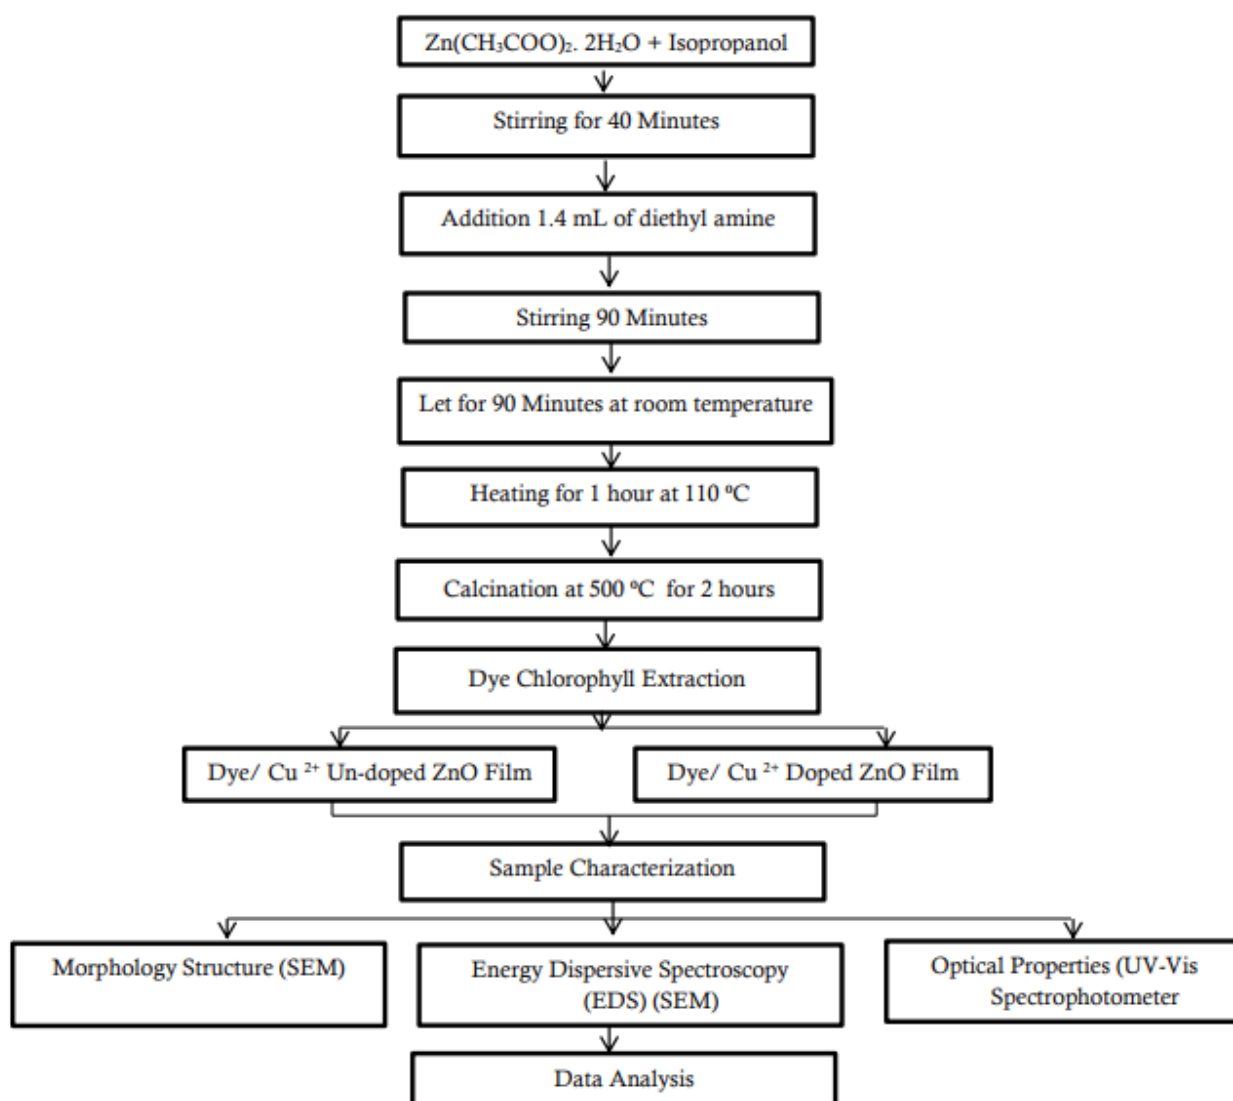 Zn(CH₃COO)₂. 2H₂O + Isopropanol
Stirring for 40 Minutes
Addition 1.4 mL of diethyl amine
Stirring 90 Minutes
Let for 90 Minutes at room temperature
Heating for 1 hour at 110 ⁰C
Calcination at 500 ⁰C for 2 hours
Dye Chlorophyll Extraction
Dye/ Cu ²⁺ Un-doped ZnO Film
Dye/ Cu ²⁺ Doped ZnO Film
Sample Characterization
Morphology Structure (SEM)
Energy Dispersive Spectroscopy
(EDS) (SEM)
Optical Properties (UV-Vis
Spectrophotometer
Data Analysis